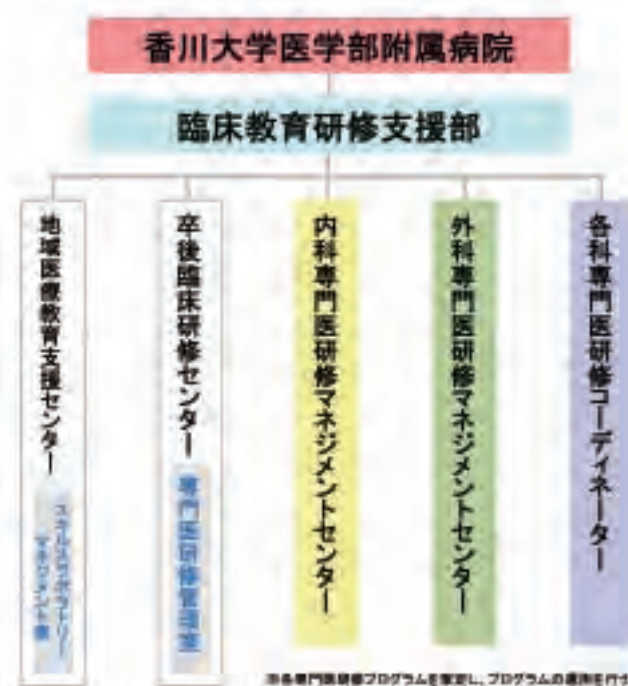 香川大学医学部附属病院
臨床教育研修支援部
地域医療教育支援センター
スキルスラボラトリー
マネジメント室
卒後臨床研修センター
専門医研修管理室
内科専門医研修マネジメントセンター
外科専門医研修マネジメントセンター
各科専門医研修コーディネーター
※各専門医研修プログラムを策定し、プログラムの運用を行う